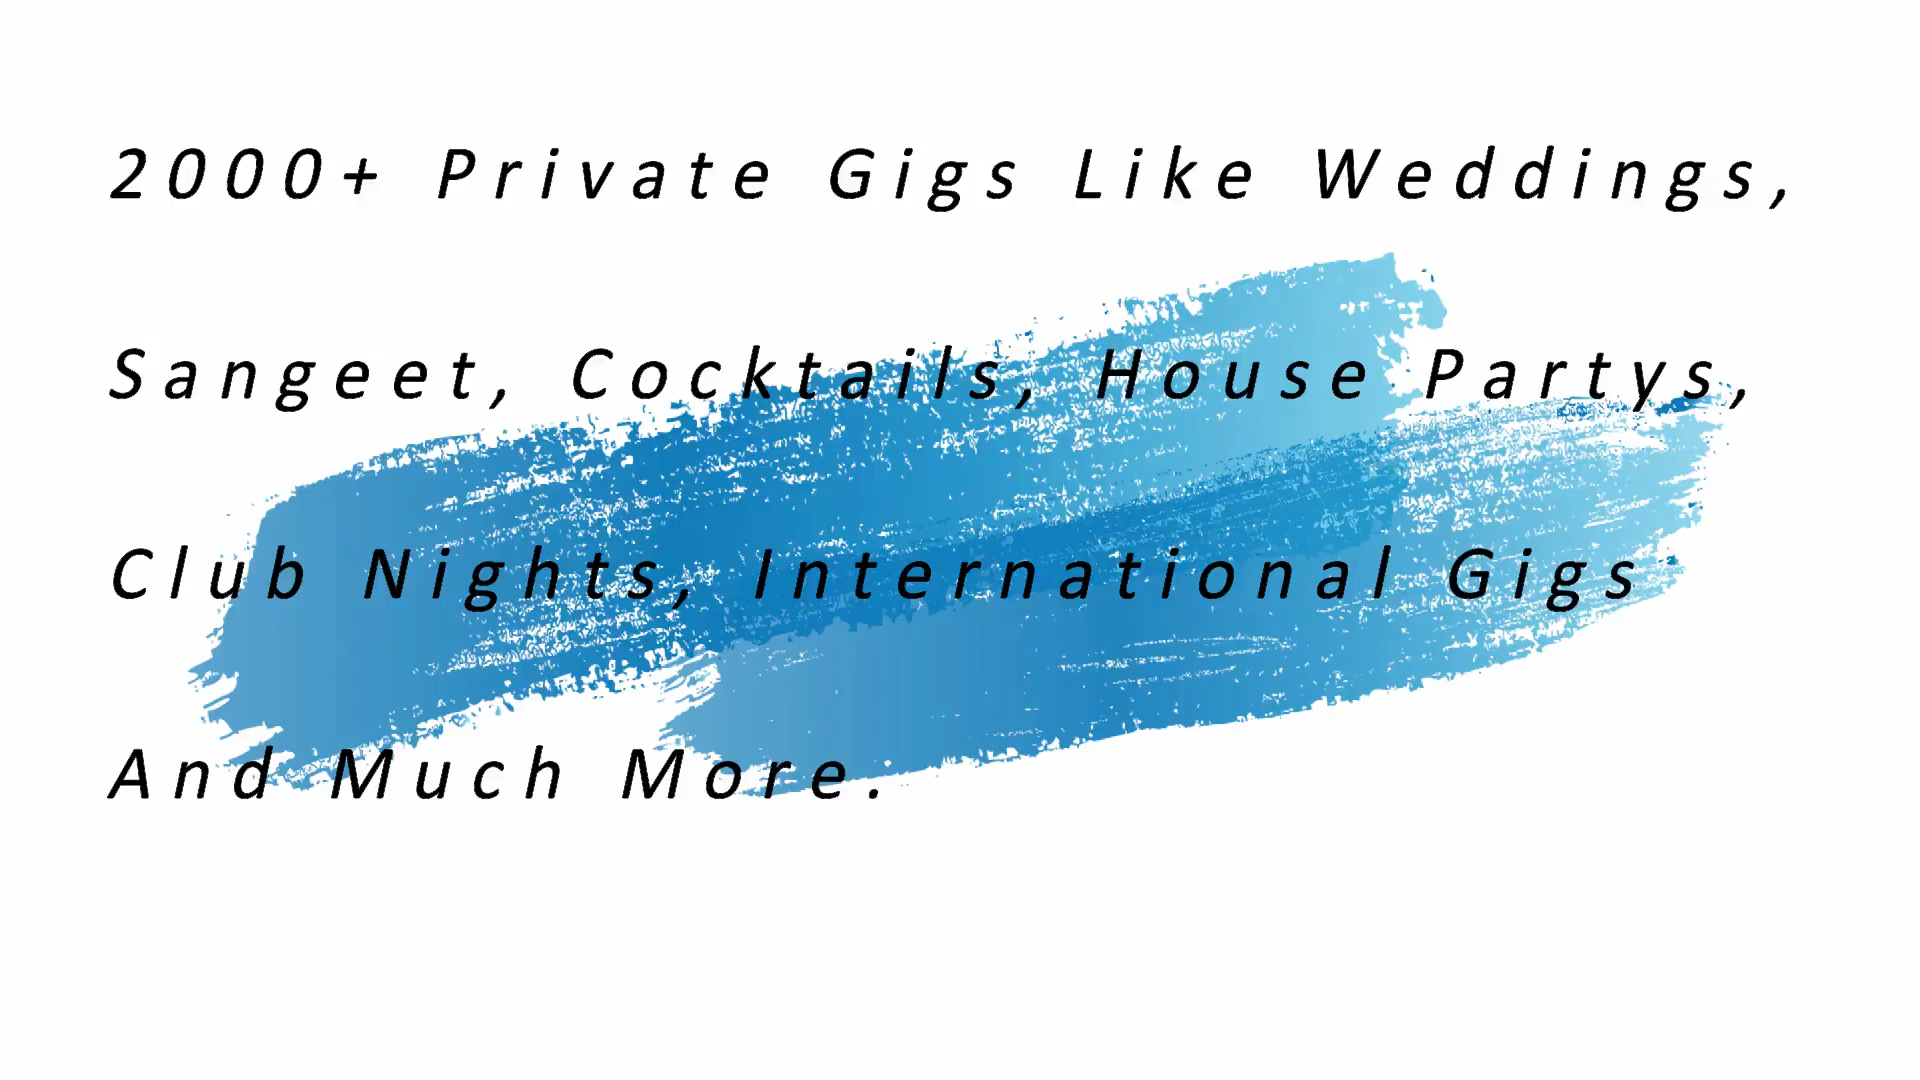 2000+ Private Gigs Like Weddings,
Sangeet, Cocktails, House Partys,
Club Nights, International Gigs
And Much More.